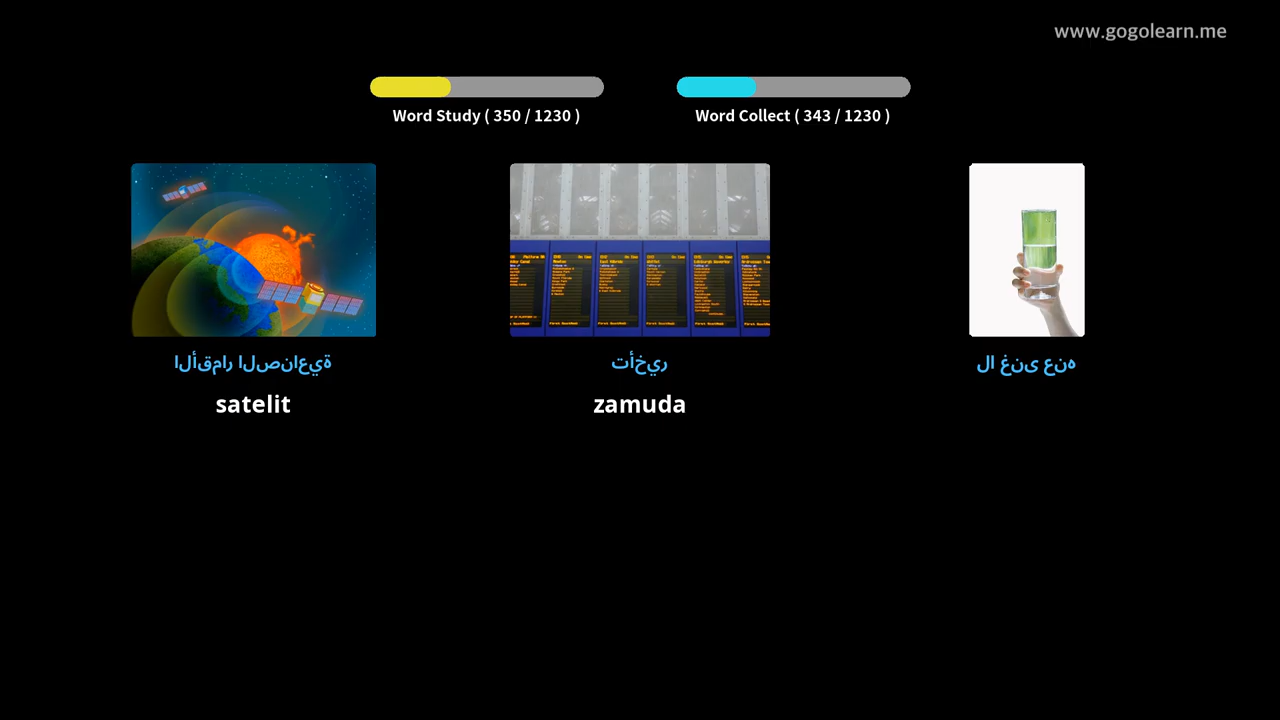 www.gogolearn.me
Word Study ( 350 / 1230 )
Word Collect ( 343 / 1230 )
الأقمار الصناعية
تأخير
لا غنى عنه
satelit
zamuda